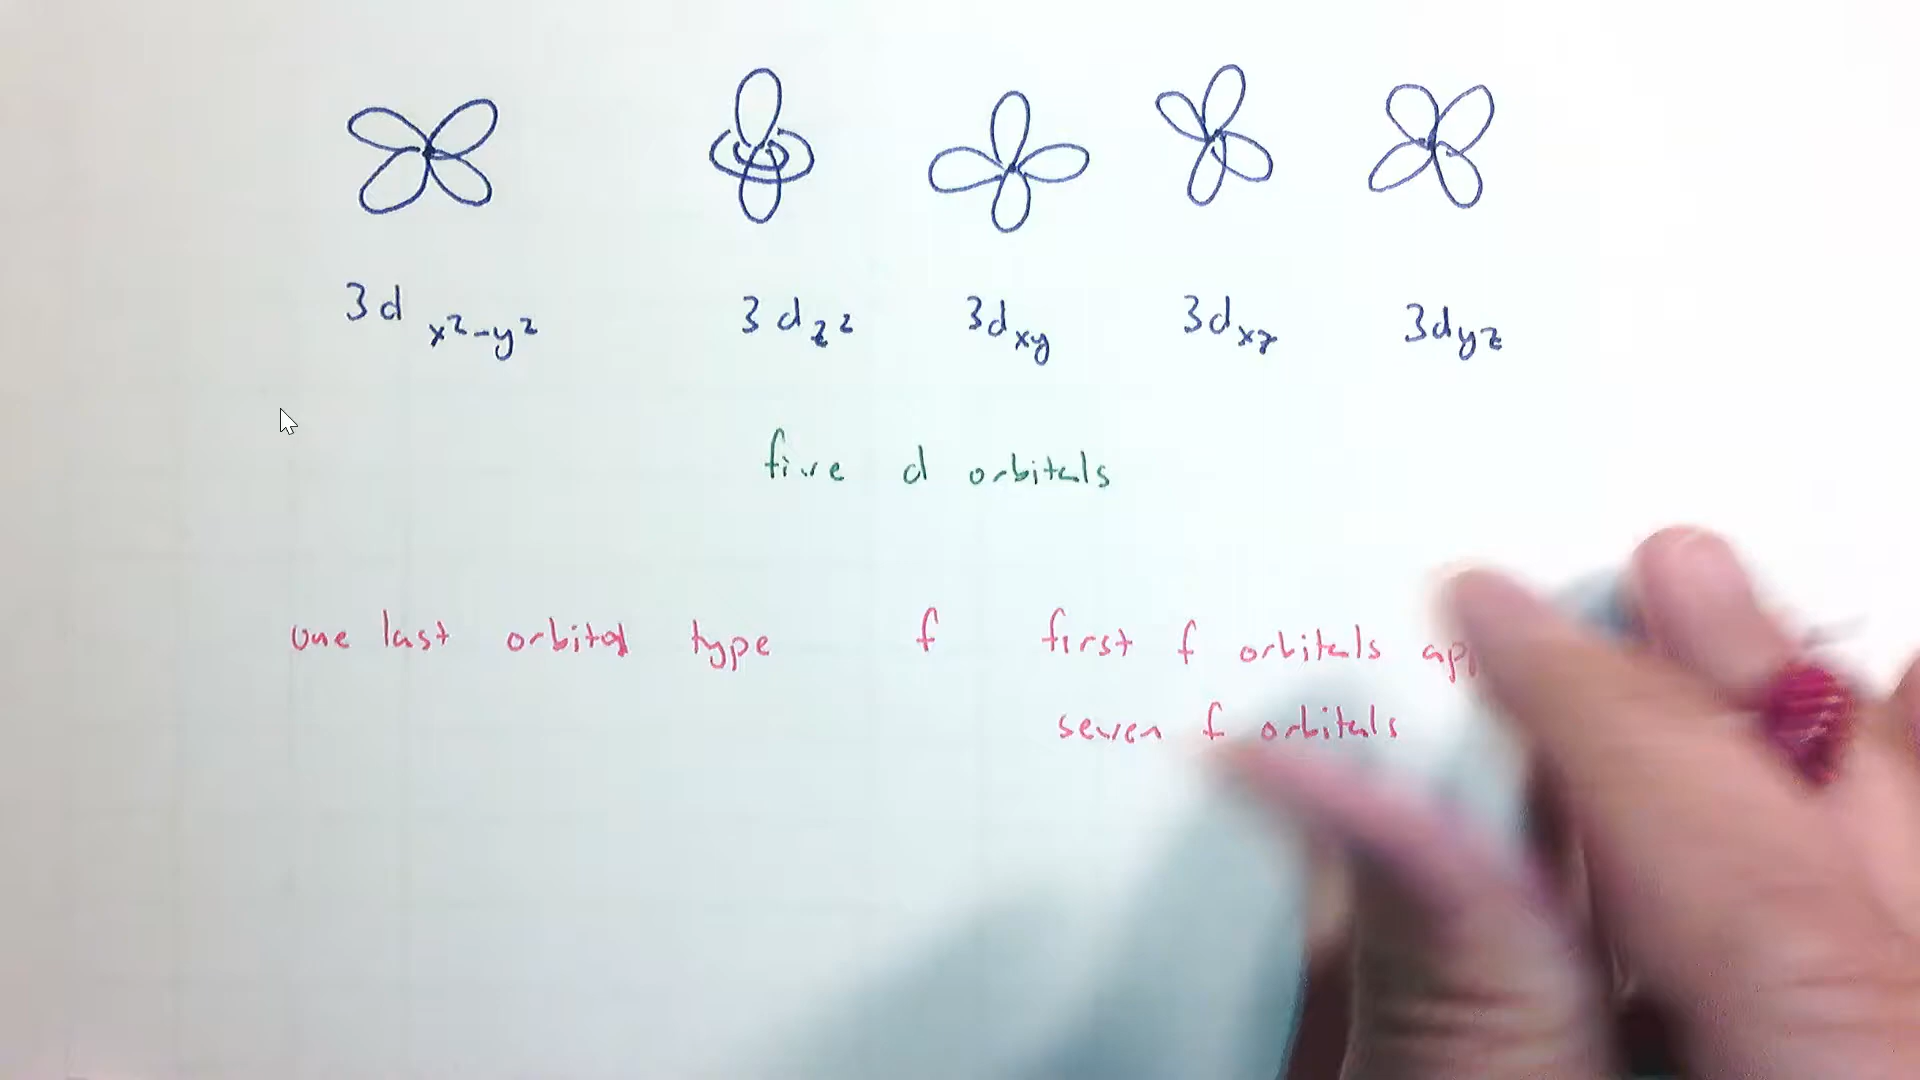 3d x²-y² 3dz² 3dxy 3dxz 3dyz
five d orbitals
one last orbital type f first f orbitals
seven f orbitals